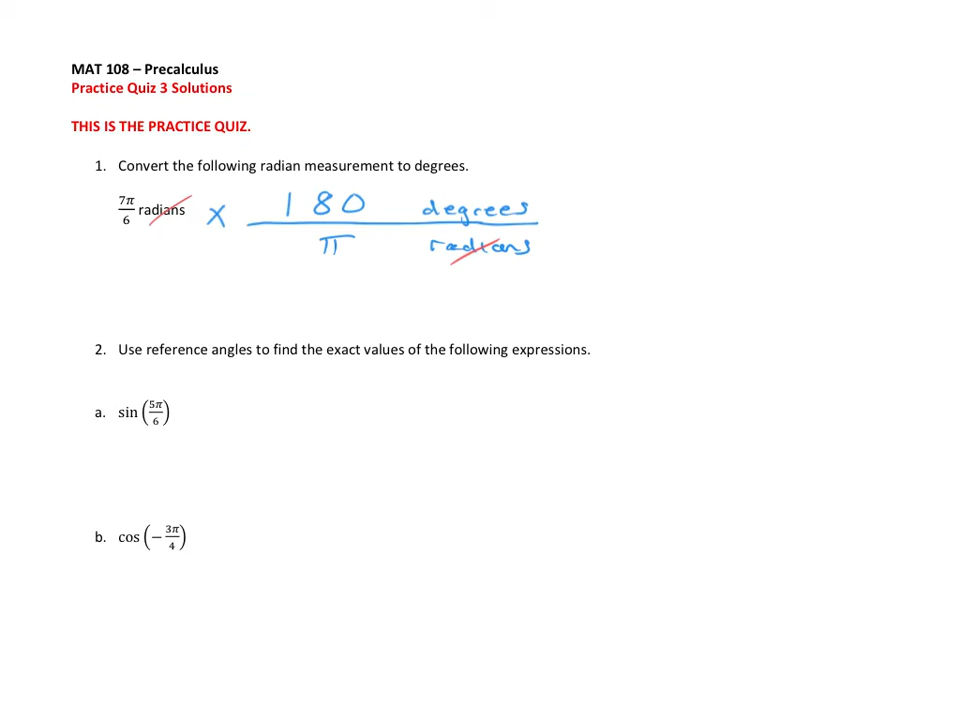 MAT 108 – Precalculus
Practice Quiz 3 Solutions
THIS IS THE PRACTICE QUIZ.
1. Convert the following radian measurement to degrees.
7π/6 radians × 180 degrees / π radians
2. Use reference angles to find the exact values of the following expressions.
a. sin (5π/6)
b. cos (− 3π/4)